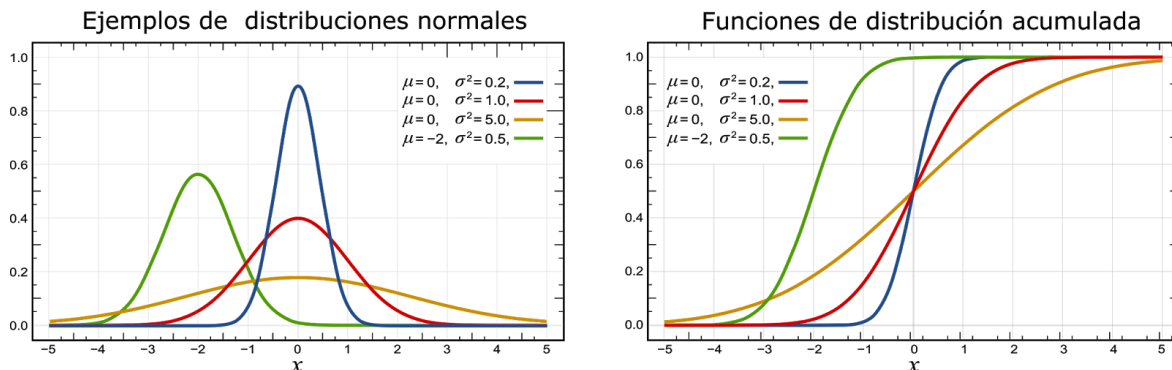 Ejemplos de distribuciones normales
1.0
0.8
0.6
0.4
0.2
0.0
μ= 0, σ²= 0.2,
μ= 0, σ²= 1.0,
μ= 0, σ²= 5.0,
μ= −2, σ²= 0.5,
−5 −4 −3 −2 −1 0 1 2 3 4 5
x
Funciones de distribución acumulada
1.0
0.8
0.6
0.4
0.2
0.0
μ= 0, σ²= 0.2,
μ= 0, σ²= 1.0,
μ= 0, σ²= 5.0,
μ= −2, σ²= 0.5,
−5 −4 −3 −2 −1 0 1 2 3 4 5
x